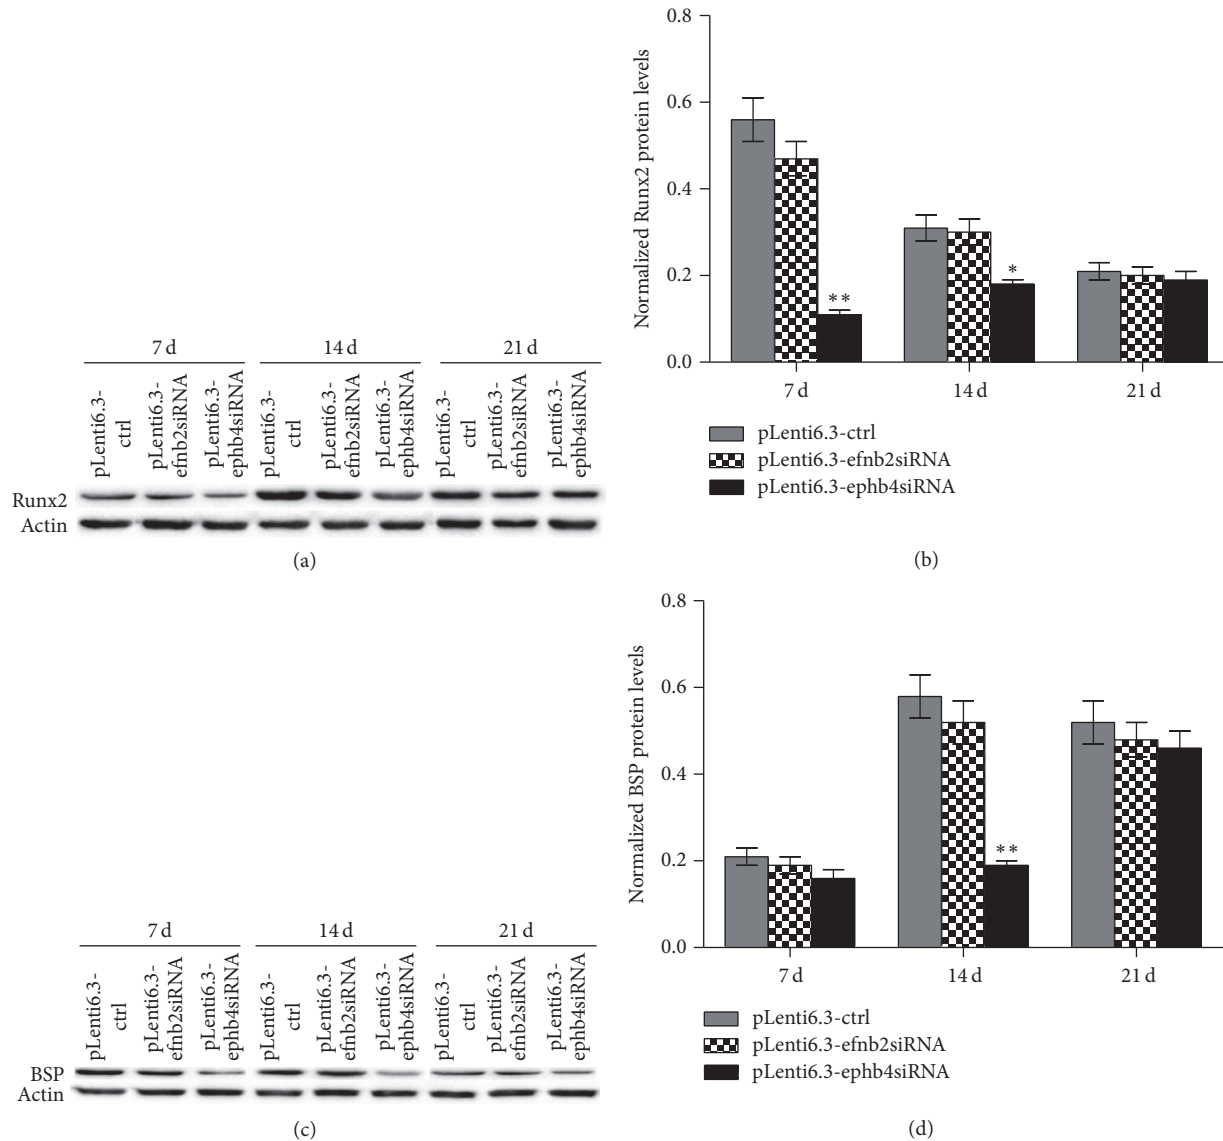 7 d
14 d
21 d
pLenti6.3-
ctrl
pLenti6.3-
efnb2siRNA
pLenti6.3-
ephb4siRNA
pLenti6.3-
ctrl
pLenti6.3-
efnb2siRNA
pLenti6.3-
ephb4siRNA
pLenti6.3-
ctrl
pLenti6.3-
efnb2siRNA
pLenti6.3-
ephb4siRNA
Runx2
Actin
(a)
Normalized Runx2 protein levels
0.8
0.6
0.4
0.2
0.0
**
*
7 d
14 d
21 d
pLenti6.3-ctrl
pLenti6.3-efnb2siRNA
pLenti6.3-ephb4siRNA
(b)
7 d
14 d
21 d
pLenti6.3-
ctrl
pLenti6.3-
efnb2siRNA
pLenti6.3-
ephb4siRNA
pLenti6.3-
ctrl
pLenti6.3-
efnb2siRNA
pLenti6.3-
ephb4siRNA
pLenti6.3-
ctrl
pLenti6.3-
efnb2siRNA
pLenti6.3-
ephb4siRNA
BSP
Actin
(c)
Normalized BSP protein levels
0.8
0.6
0.4
0.2
0.0
**
7 d
14 d
21 d
pLenti6.3-ctrl
pLenti6.3-efnb2siRNA
pLenti6.3-ephb4siRNA
(d)